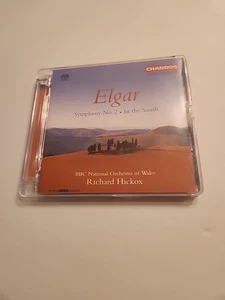 CHANDOS
Elgar
Symphony No. 2 • In the South
BBC National Orchestra of Wales
Richard Hickox